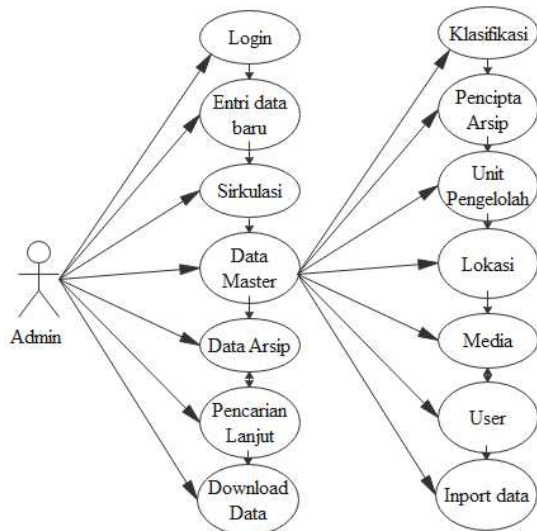 Login
Entri data
baru
Sirkulasi
Data
Master
Admin
Data Arsip
Pencarian
Lanjut
Download
Data
Klasifikasi
Pencipta
Arsip
Unit
Pengelolah
Lokasi
Media
User
Inport data